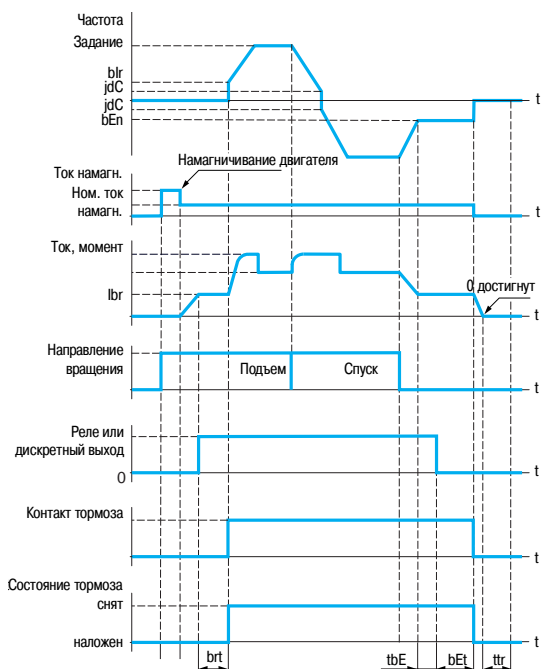 Частота
Задание
bIr
jdC
jdC
bEn
t
Ток намагн.
Намагничивание двигателя
Ном. ток
намагн.
t
Ток, момент
Ibr
0 достигнут
t
Направление
вращения
Подъем
Спуск
t
Реле или
дискретный выход
0
t
Контакт тормоза
t
Состояние тормоза
снят
наложен
t
brt
tbE
bEt
ttr